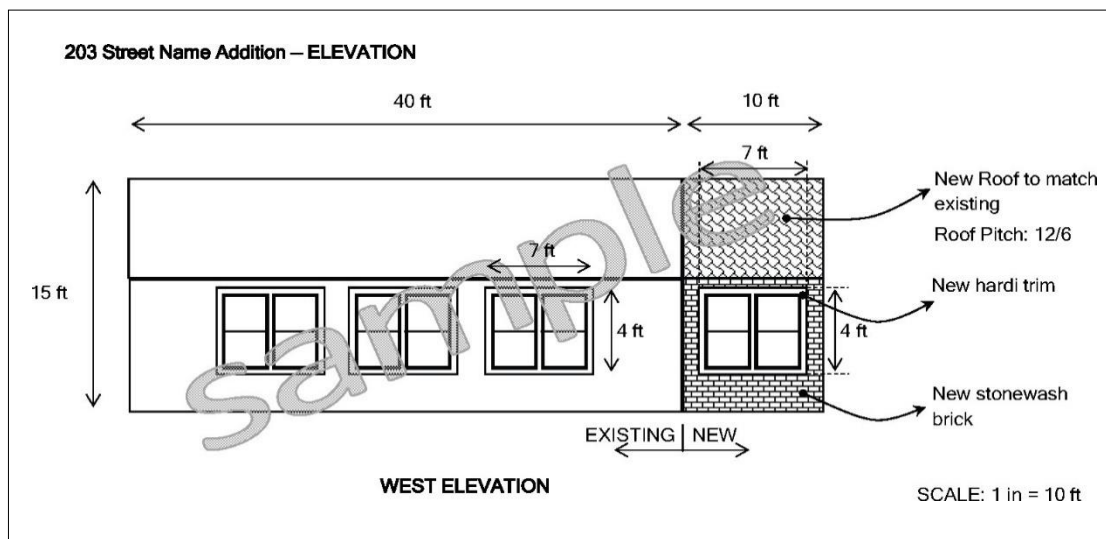 203 Street Name Addition – ELEVATION
40 ft
10 ft
7 ft
New Roof to match
existing
Roof Pitch: 12/6
7 ft
15 ft
New hardi trim
4 ft
4 ft
sample
New stonewash
brick
EXISTING | NEW
WEST ELEVATION
SCALE: 1 in = 10 ft